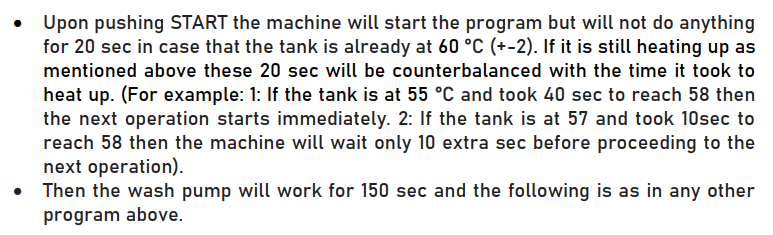 • Upon pushing START the machine will start the program but will not do anything
for 20 sec in case that the tank is already at 60 °C (+-2). If it is still heating up as
mentioned above these 20 sec will be counterbalanced with the time it took to
heat up. (For example: 1: If the tank is at 55 °C and took 40 sec to reach 58 then
the next operation starts immediately. 2: If the tank is at 57 and took 10sec to
reach 58 then the machine will wait only 10 extra sec before proceeding to the
next operation).
• Then the wash pump will work for 150 sec and the following is as in any other
program above.